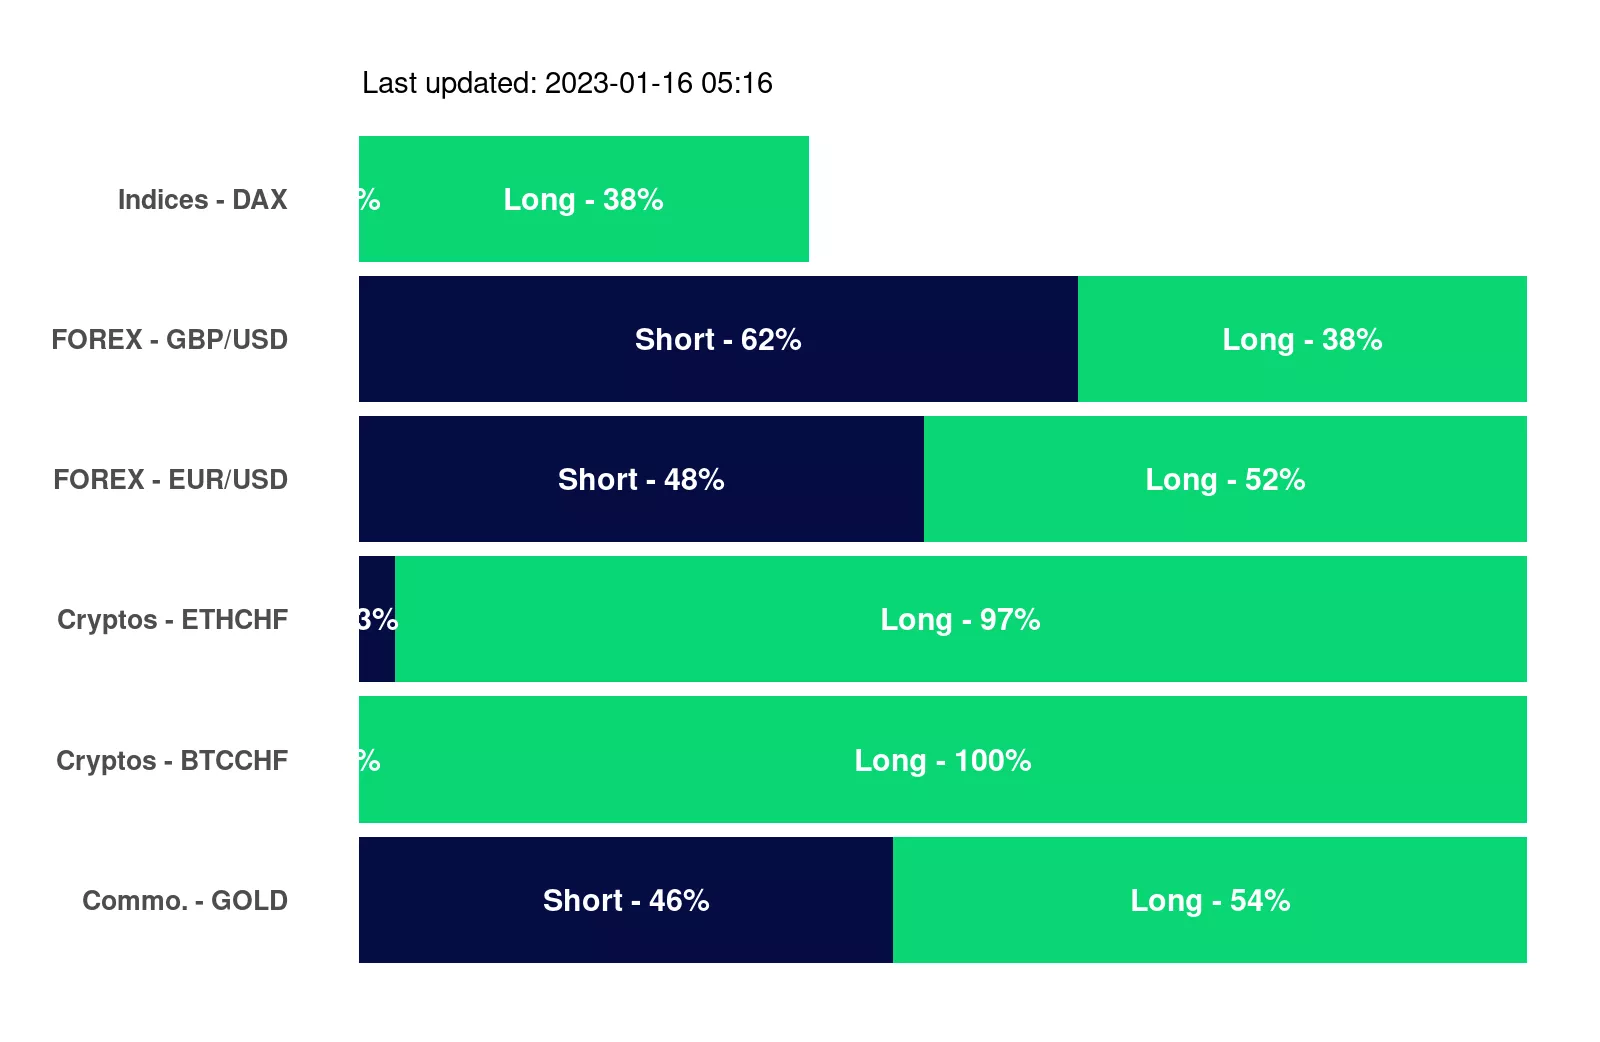 Last updated: 2023-01-16 05:16
Indices - DAX % Long - 38%
FOREX - GBP/USD Short - 62% Long - 38%
FOREX - EUR/USD Short - 48% Long - 52%
Cryptos - ETHCHF 3% Long - 97%
Cryptos - BTCCHF % Long - 100%
Commo. - GOLD Short - 46% Long - 54%